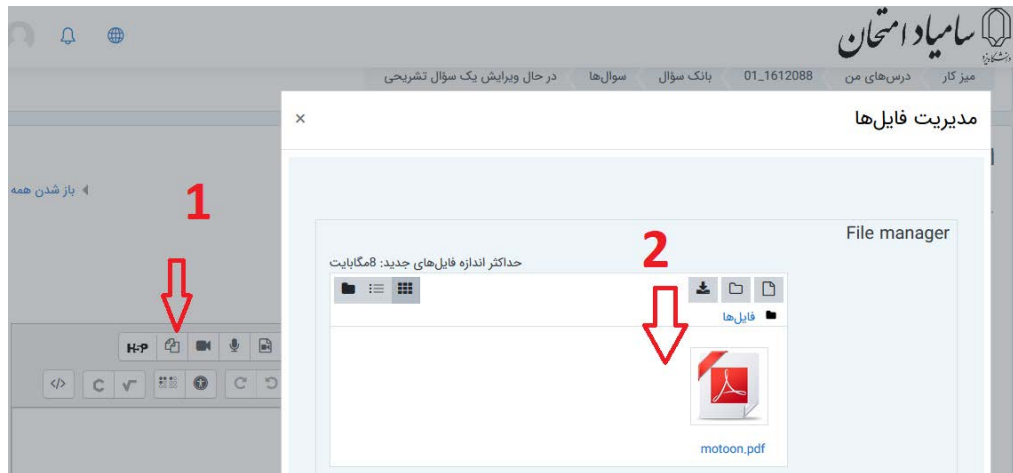 سامیاد امتحان
میز کار درس‌های من 01_1612088 بانک سؤال سوال‌ها در حال ویرایش یک سؤال تشریحی
مدیریت فایل‌ها
×
باز شدن همه
1
File manager
2
حداکثر اندازه فایل‌های جدید: 8مگابایت
فایل‌ها
H-P
motoon.pdf